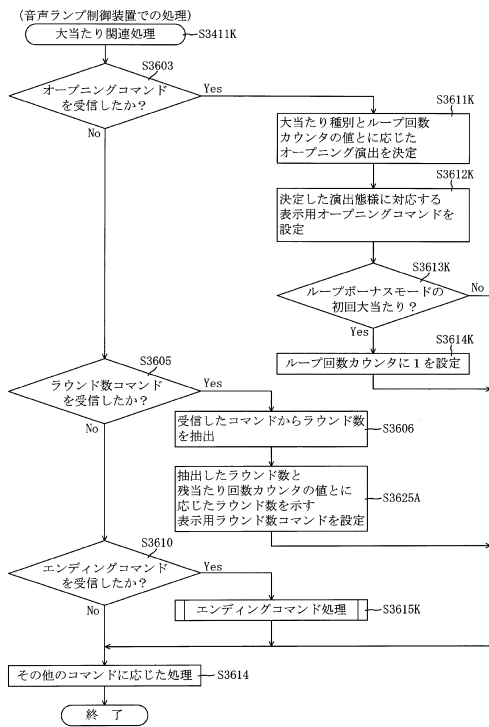 (音声ランプ制御装置での処理)
大当たり関連処理
S3411K
S3603
オープニングコマンド
を受信したか?
Yes
No
S3611K
大当たり種別とループ回数
カウンタの値とに応じた
オープニング演出を決定
S3612K
決定した演出態様に対応する
表示用オープニングコマンドを
設定
S3613K
ループボーナスモードの
初回大当たり?
No
Yes
S3614K
ループ回数カウンタに1を設定
S3605
ラウンド数コマンド
を受信したか?
Yes
No
受信したコマンドからラウンド数
を抽出
S3606
抽出したラウンド数と
残当たり回数カウンタの値とに
応じたラウンド数を示す
表示用ラウンド数コマンドを設定
S3625A
S3610
エンディングコマンド
を受信したか?
Yes
No
エンディングコマンド処理
S3615K
その他のコマンドに応じた処理
S3614
終了